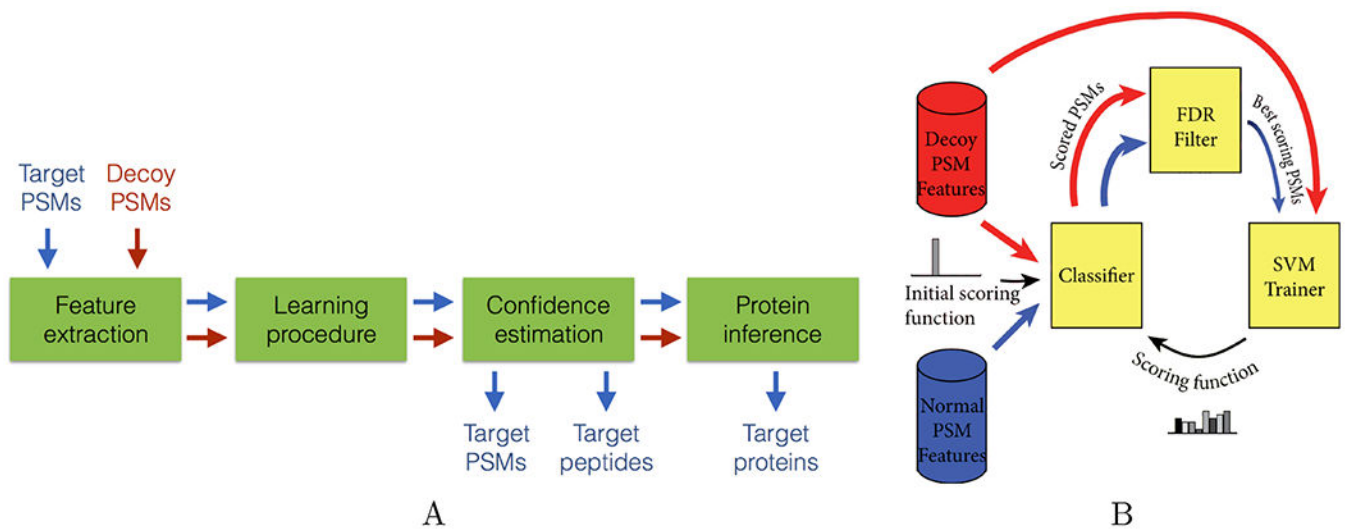 Target
PSMs
Decoy
PSMs
Feature
extraction
Learning
procedure
Confidence
estimation
Protein
inference
Target
PSMs
Target
peptides
Target
proteins
A
Decoy
PSM
Features
Scored PSMs
FDR
Filter
Best scoring PSMs
Initial scoring
function
Classifier
SVM
Trainer
Normal
PSM
Features
Scoring function
B